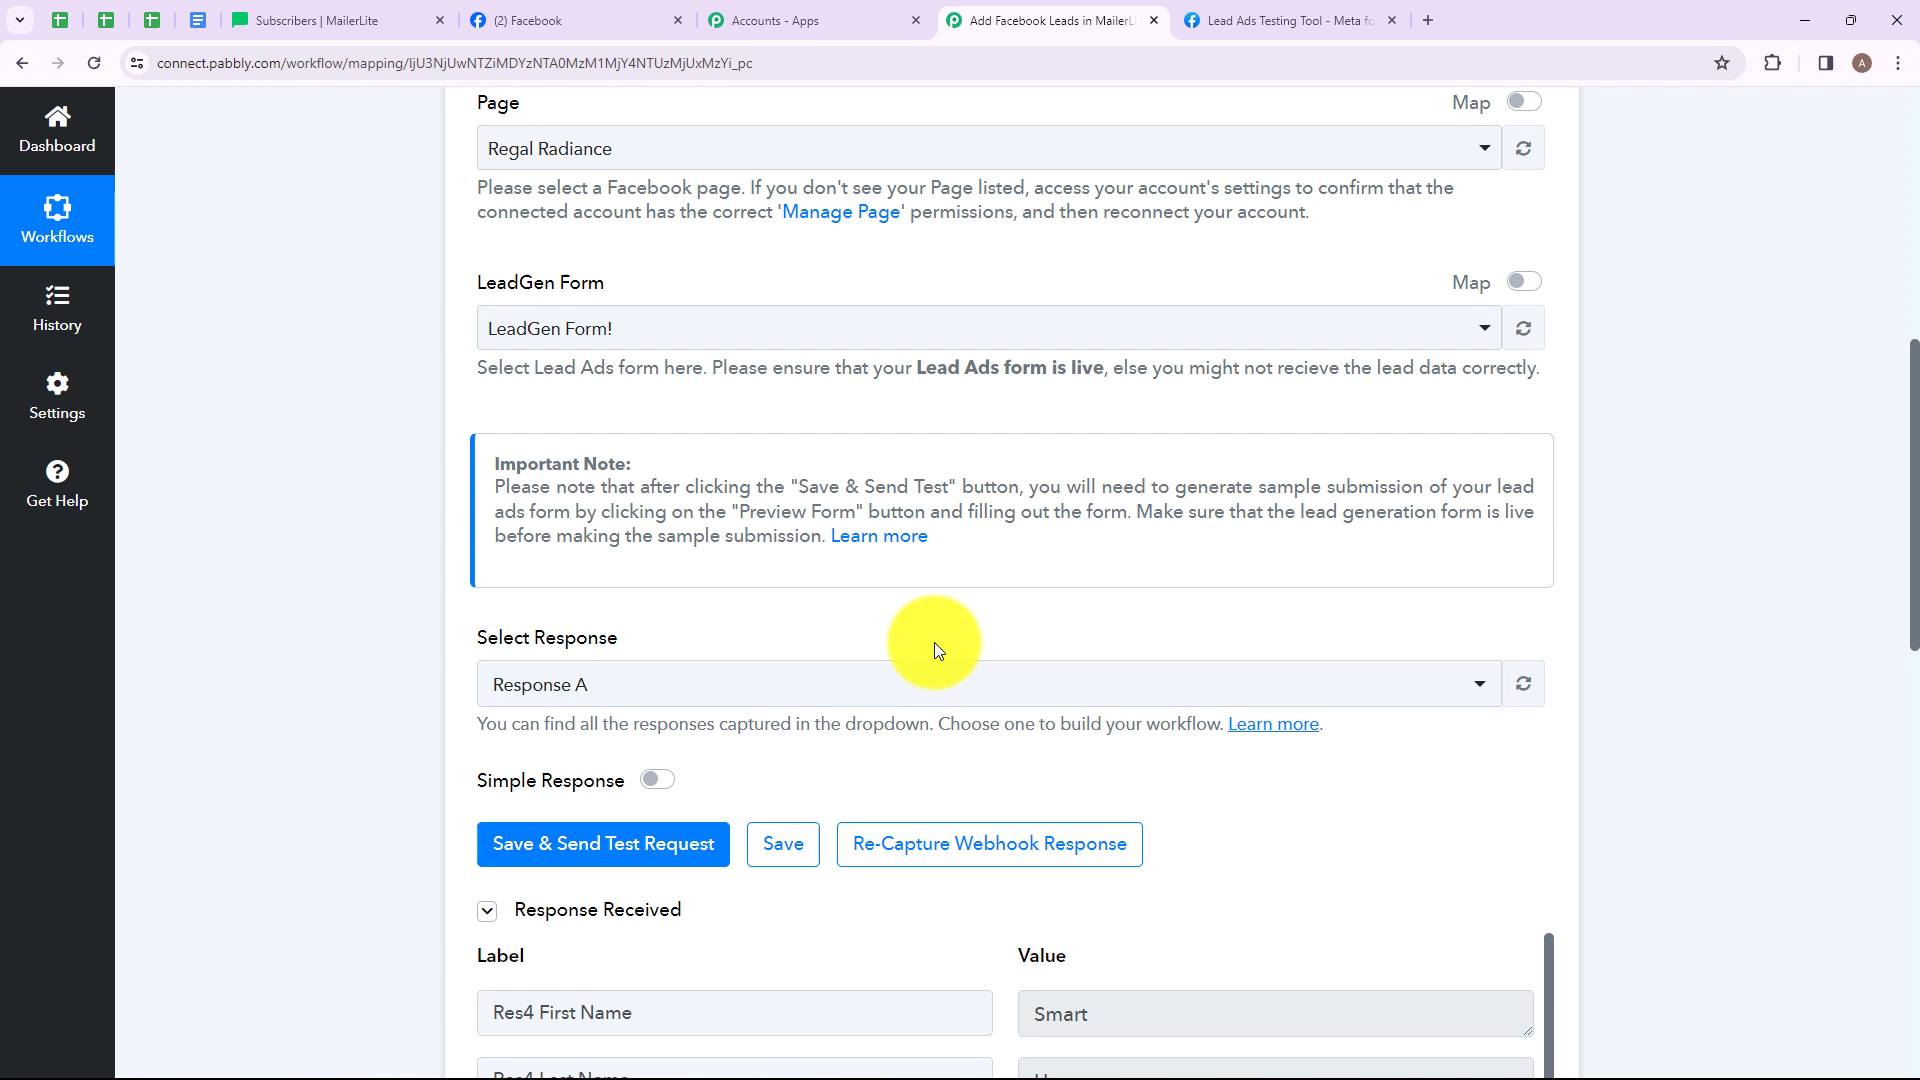 Subscribers | MailerLite
(2) Facebook
Accounts - Apps
Add Facebook Leads in MailerLi
Lead Ads Testing Tool - Meta fo
connect.pabbly.com/workflow/mapping/IjU3NjUwNTZiMDYzNTA0MzM1MjY4NTUzMjUxMzYi_pc
A
Dashboard
Workflows
History
Settings
Get Help
Page
Map
Regal Radiance
Please select a Facebook page. If you don't see your Page listed, access your account's settings to confirm that the
connected account has the correct 'Manage Page' permissions, and then reconnect your account.
LeadGen Form
Map
LeadGen Form!
Select Lead Ads form here. Please ensure that your Lead Ads form is live, else you might not recieve the lead data correctly.
Important Note:
Please note that after clicking the "Save & Send Test" button, you will need to generate sample submission of your lead
ads form by clicking on the "Preview Form" button and filling out the form. Make sure that the lead generation form is live
before making the sample submission. Learn more
Select Response
Response A
You can find all the responses captured in the dropdown. Choose one to build your workflow. Learn more.
Simple Response
Save & Send Test Request
Save
Re-Capture Webhook Response
Response Received
Label
Value
Res4 First Name
Smart
Res4 Last Name